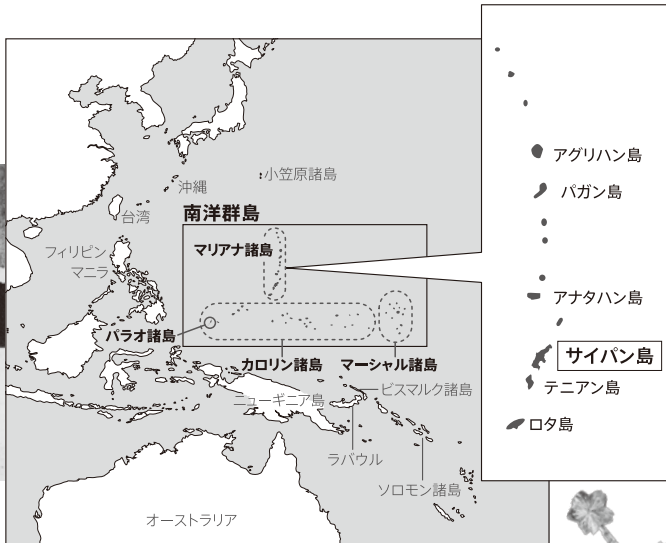 小笠原諸島
沖縄
台湾
南洋群島
マリアナ諸島
フィリピン
マニラ
パラオ諸島
カロリン諸島
マーシャル諸島
ニューギニア島
ビスマルク諸島
ラバウル
ソロモン諸島
オーストラリア
アグリハン島
パガン島
アナタハン島
サイパン島
テニアン島
ロタ島